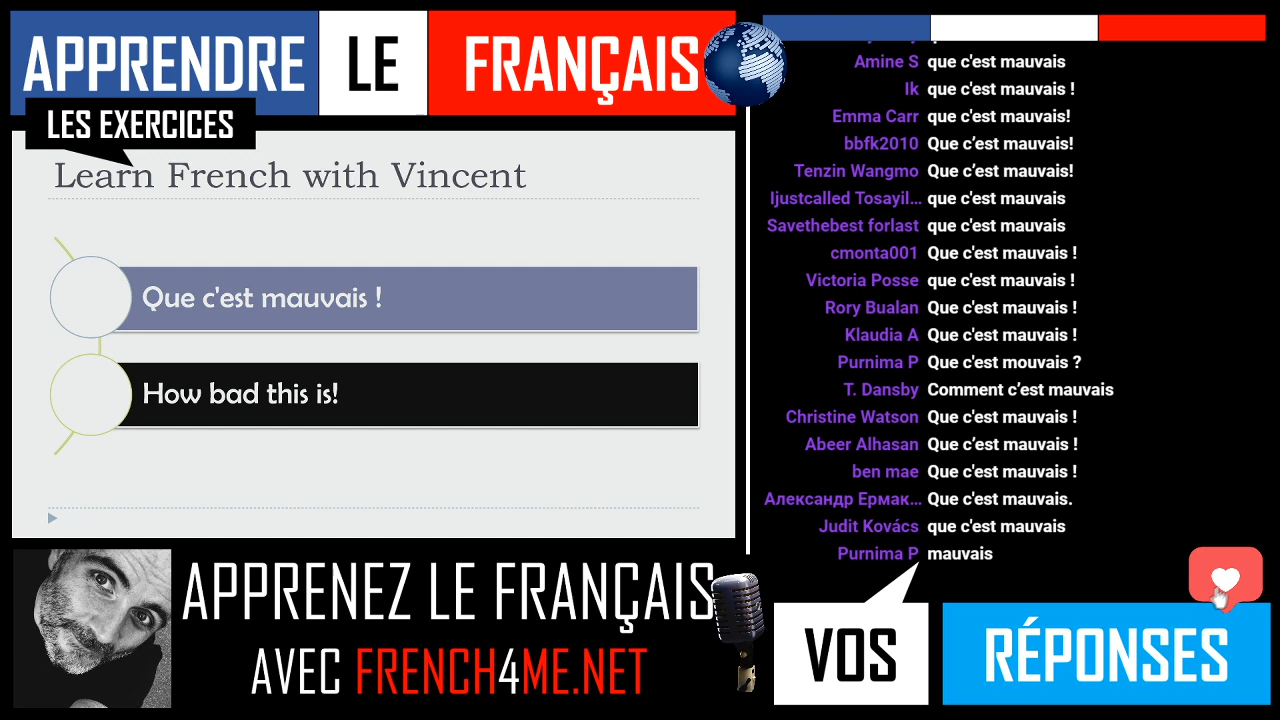 APPRENDRE LE FRANÇAIS
LES EXERCICES
Learn French with Vincent
Que c'est mauvais !
How bad this is!
APPRENEZ LE FRANÇAIS
AVEC FRENCH4ME.NET
Amine S que c'est mauvais
Ik que c'est mauvais !
Emma Carr que c'est mauvais!
bbfk2010 Que c’est mauvais!
Tenzin Wangmo Que c’est mauvais!
Ijustcalled Tosayil... que c'est mauvais
Savethebest forlast que c'est mauvais
cmonta001 Que c'est mauvais !
Victoria Posse que c'est mauvais !
Rory Bualan Que c'est mauvais !
Klaudia A Que c'est mauvais !
Purnima P Que c'est mouvais ?
T. Dansby Comment c’est mauvais
Christine Watson Que c'est mauvais !
Abeer Alhasan Que c’est mauvais !
ben mae Que c'est mauvais !
Александр Ермак... Que c'est mauvais.
Judit Kovács que c'est mauvais
Purnima P mauvais
VOS RÉPONSES